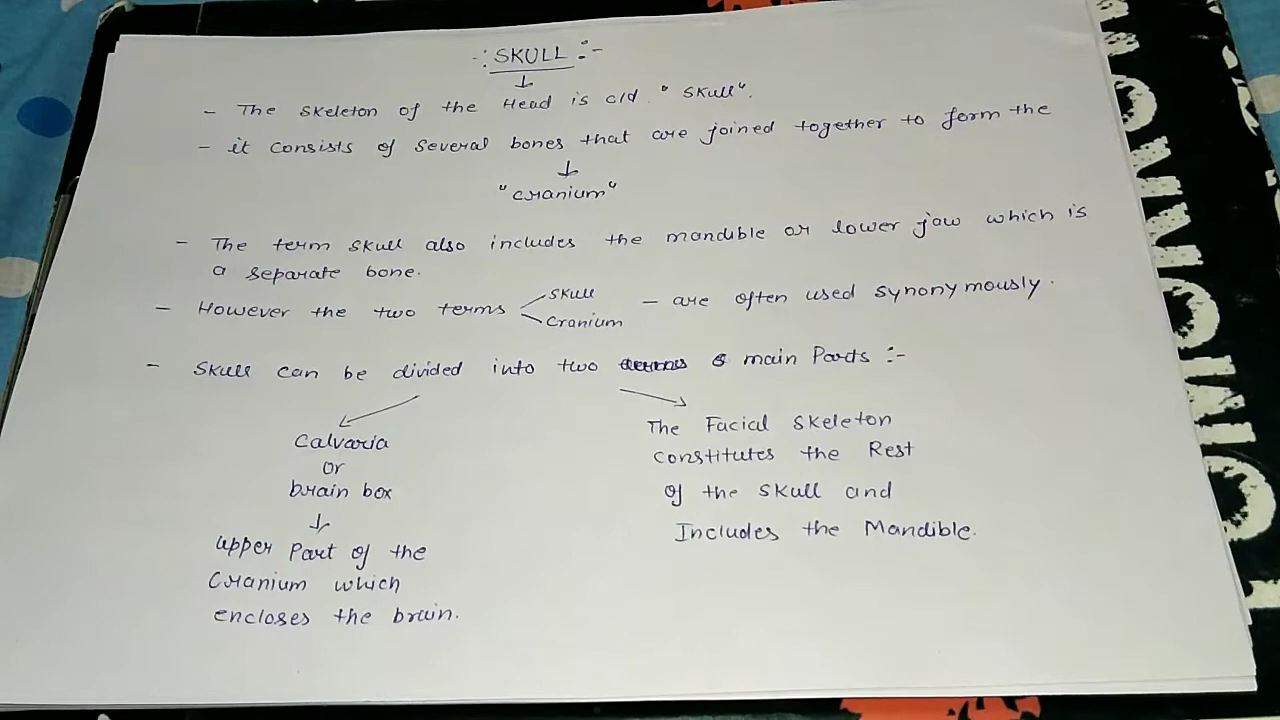 -: SKULL :-
↓
- The skeleton of the Head is c/d. "Skull".
- it consists of several bones that are joined together to form the
↓
"cranium"
- The term skull also includes the mandible or lower jaw which is
a separate bone.
- However the two terms < Skull
Cranium - are often used synonymously.
- Skull can be divided into two main Parts :-
Calvaria
or
brain box
↓
upper part of the
Cranium which
encloses the brain.
The Facial Skeleton
constitutes the Rest
of the skull and
Includes the Mandible.